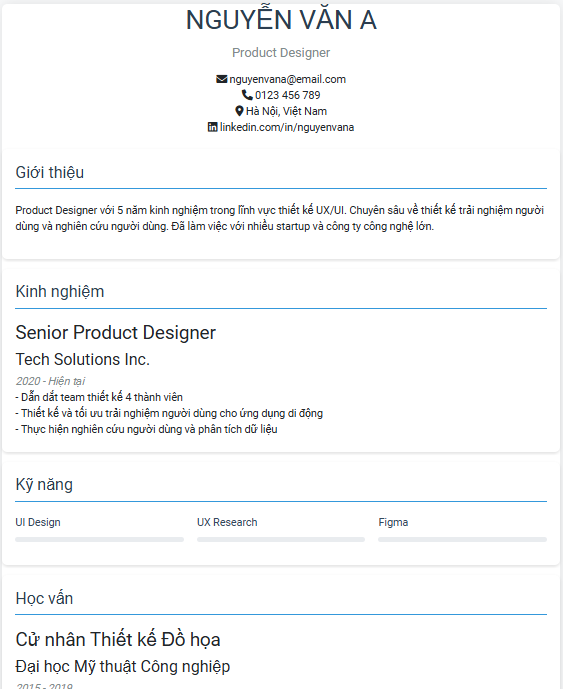 NGUYỄN VĂN A
Product Designer
nguyenvana@email.com
0123 456 789
Hà Nội, Việt Nam
linkedin.com/in/nguyenvana
Giới thiệu
Product Designer với 5 năm kinh nghiệm trong lĩnh vực thiết kế UX/UI. Chuyên sâu về thiết kế trải nghiệm người
dùng và nghiên cứu người dùng. Đã làm việc với nhiều startup và công ty công nghệ lớn.
Kinh nghiệm
Senior Product Designer
Tech Solutions Inc.
2020 - Hiện tại
- Dẫn dắt team thiết kế 4 thành viên
- Thiết kế và tối ưu trải nghiệm người dùng cho ứng dụng di động
- Thực hiện nghiên cứu người dùng và phân tích dữ liệu
Kỹ năng
UI Design
UX Research
Figma
Học vấn
Cử nhân Thiết kế Đồ họa
Đại học Mỹ thuật Công nghiệp
2015 - 2019